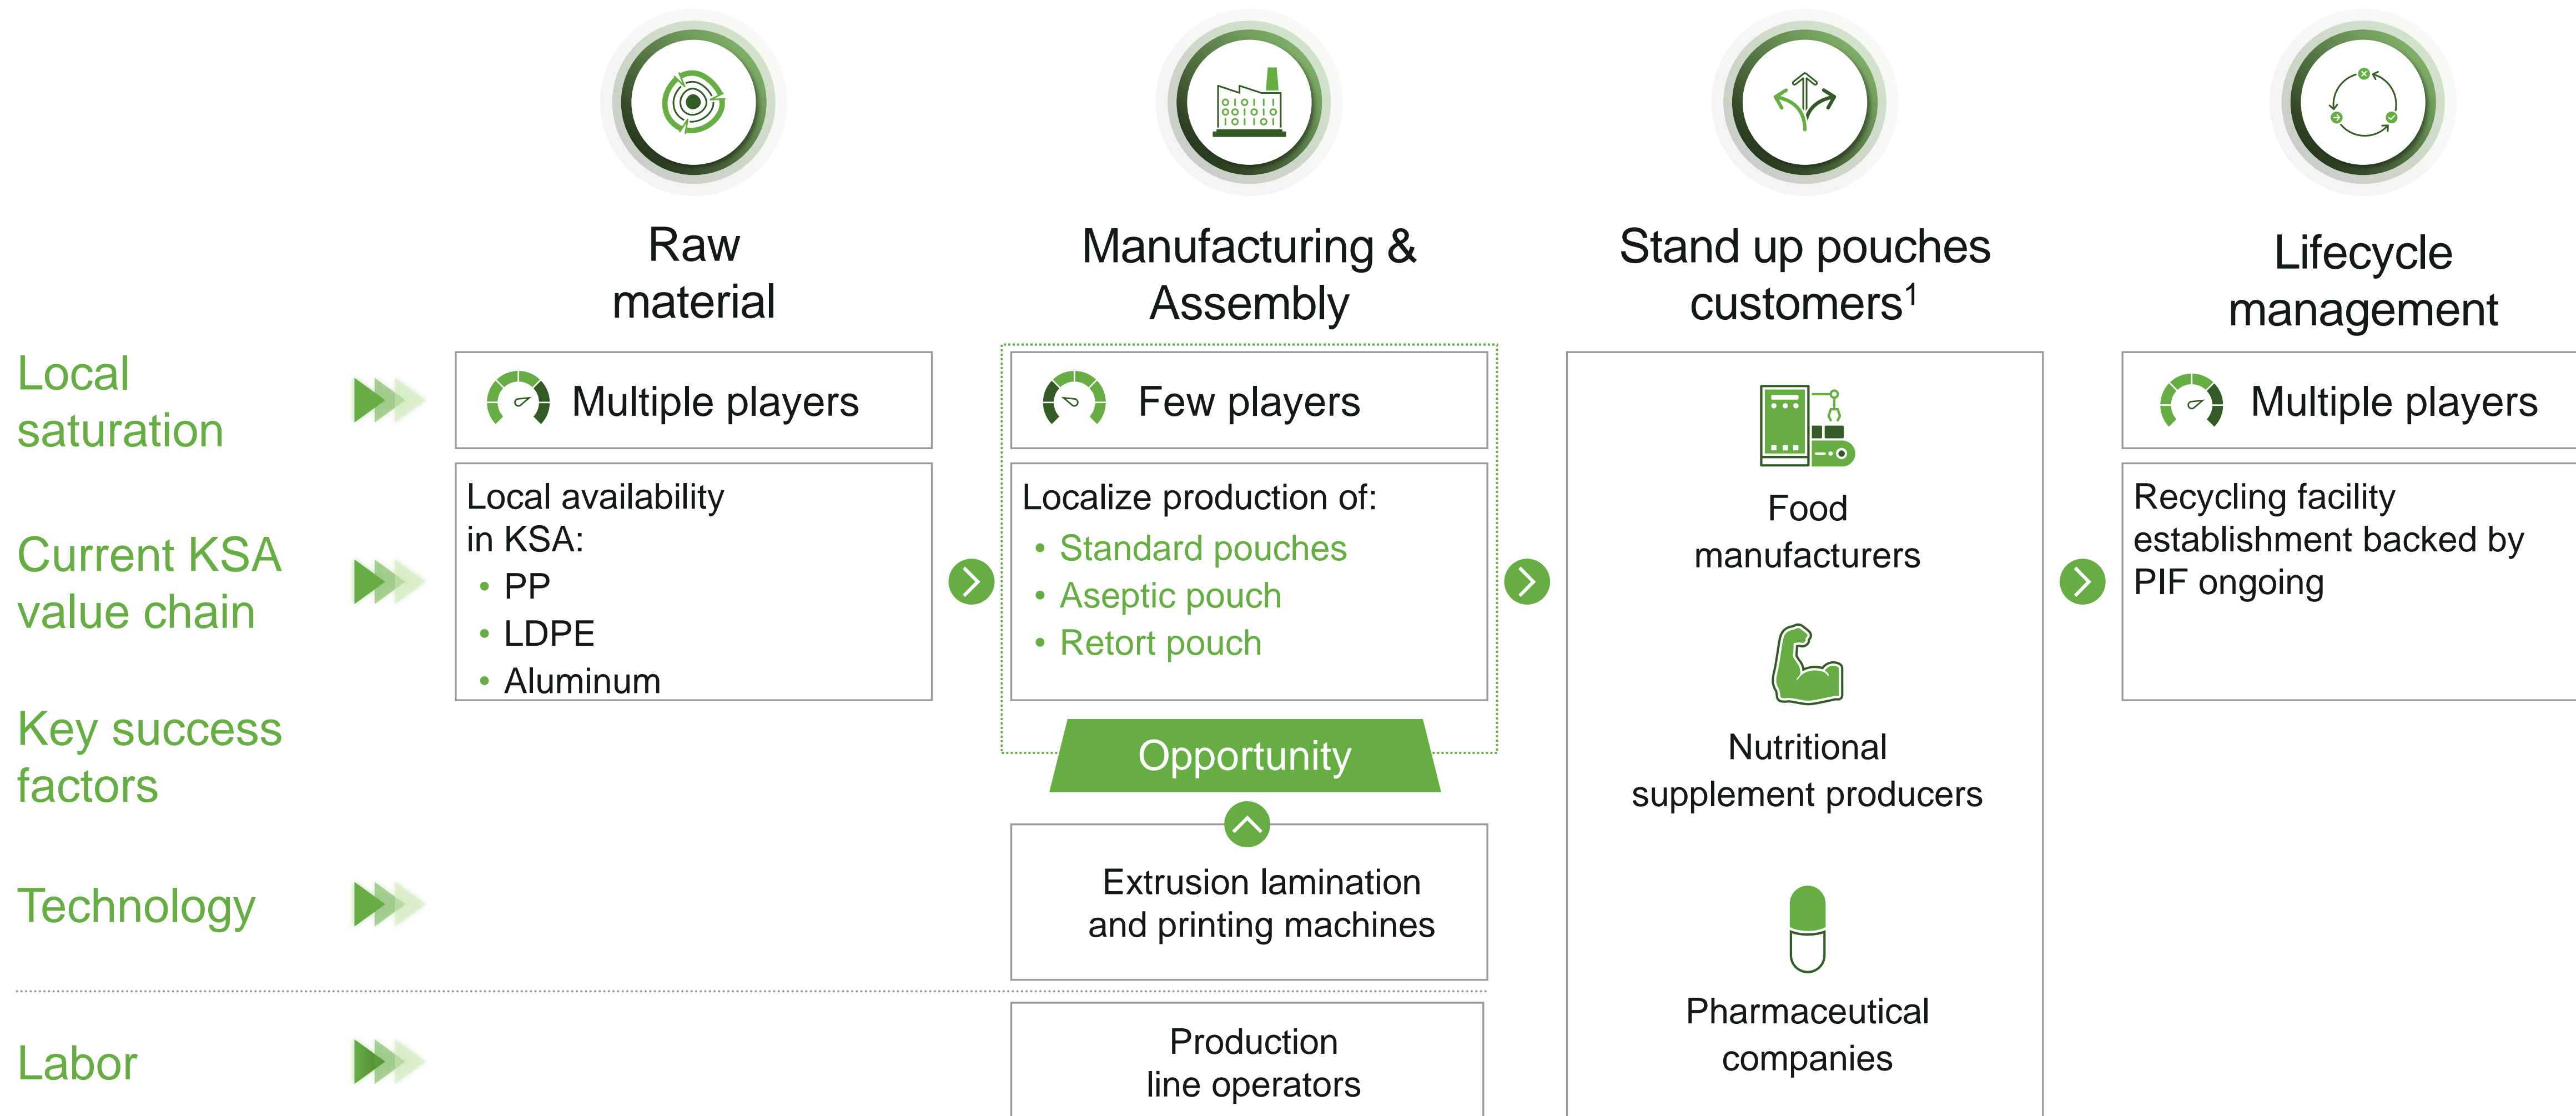 Raw
material
Manufacturing &
Assembly
Stand up pouches
customers1
Lifecycle
management
Local
saturation
Multiple players
Few players
Multiple players
Current KSA
value chain
Local availability
in KSA:
• PP
• LDPE
• Aluminum
Localize production of:
• Standard pouches
• Aseptic pouch
• Retort pouch
Opportunity
Food
manufacturers
Nutritional
supplement producers
Pharmaceutical
companies
Recycling facility
establishment backed by
PIF ongoing
Key success
factors
Technology
Extrusion lamination
and printing machines
Labor
Production
line operators